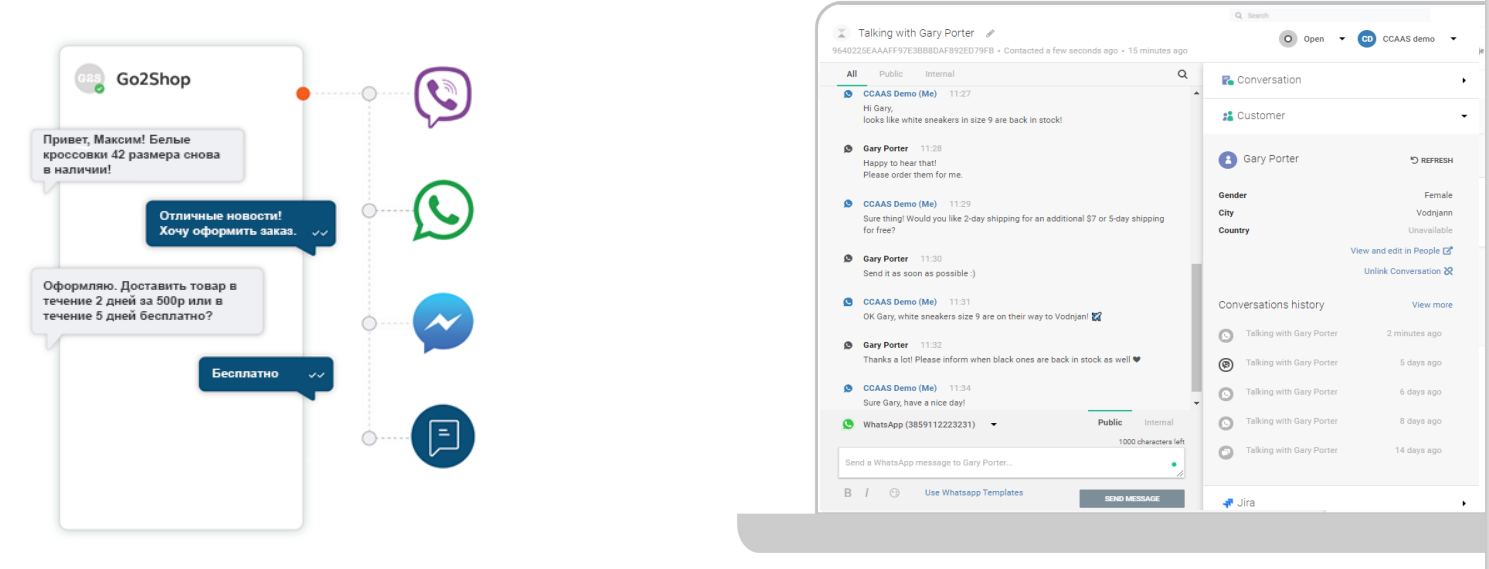 G2S
Go2Shop
Привет, Максим! Белые
кроссовки 42 размера снова
в наличии!
Отличные новости!
Хочу оформить заказ.
Оформляю. Доставить товар в
течение 2 дней за 500р или в
течение 5 дней бесплатно?
Бесплатно
Search
Talking with Gary Porter
9640225EAAAFF97E3B88DAF892ED79FB • Contacted a few seconds ago • 15 minutes ago
Open
CD
CCAAS demo
All
Public
Internal
CCAAS Demo (Me) 11:27
Hi Gary,
looks like white sneakers in size 9 are back in stock!
Gary Porter 11:28
Happy to hear that!
Please order them for me.
CCAAS Demo (Me) 11:29
Sure thing! Would you like 2-day shipping for an additional $7 or 5-day shipping
for free?
Gary Porter 11:30
Send it as soon as possible :)
CCAAS Demo (Me) 11:31
OK Gary, white sneakers size 9 are on their way to Vodnjan!
Gary Porter 11:32
Thanks a lot! Please inform when black ones are back in stock as well ❤
CCAAS Demo (Me) 11:34
Sure Gary, have a nice day!
WhatsApp (3859112223231)
Public
Internal
1000 characters left
Send a WhatsApp message to Gary Porter...
B I
Use Whatsapp Templates
SEND MESSAGE
Conversation
Customer
Gary Porter
REFRESH
Gender Female
City Vodnjann
Country Unavailable
View and edit in People
Unlink Conversation
Conversations history View more
Talking with Gary Porter 2 minutes ago
Talking with Gary Porter 5 days ago
Talking with Gary Porter 6 days ago
Talking with Gary Porter 8 days ago
Talking with Gary Porter 14 days ago
Jira